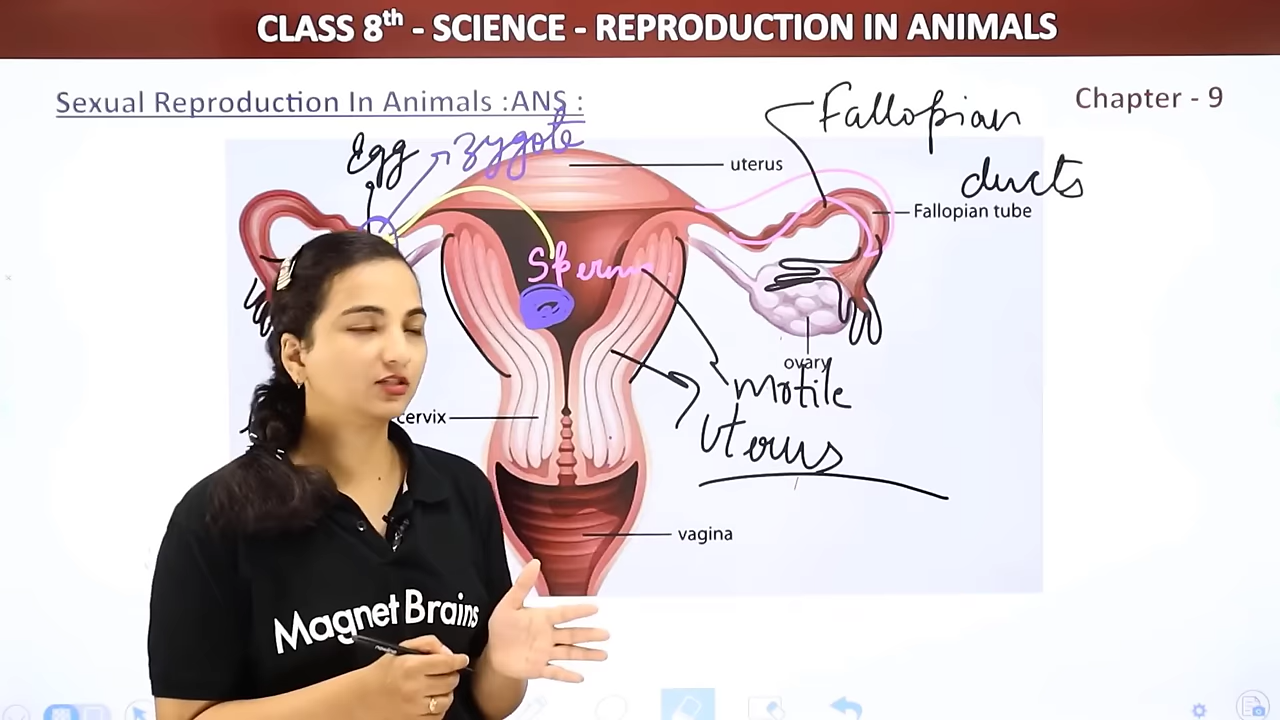 CLASS 8th - SCIENCE - REPRODUCTION IN ANIMALS
Sexual Reproduction In Animals :ANS :
Chapter - 9
Fallopian
ducts
Egg
zygote
uterus
Fallopian tube
Sperm
ovary
motile
Uterus
cervix
vagina
Magnet Brains